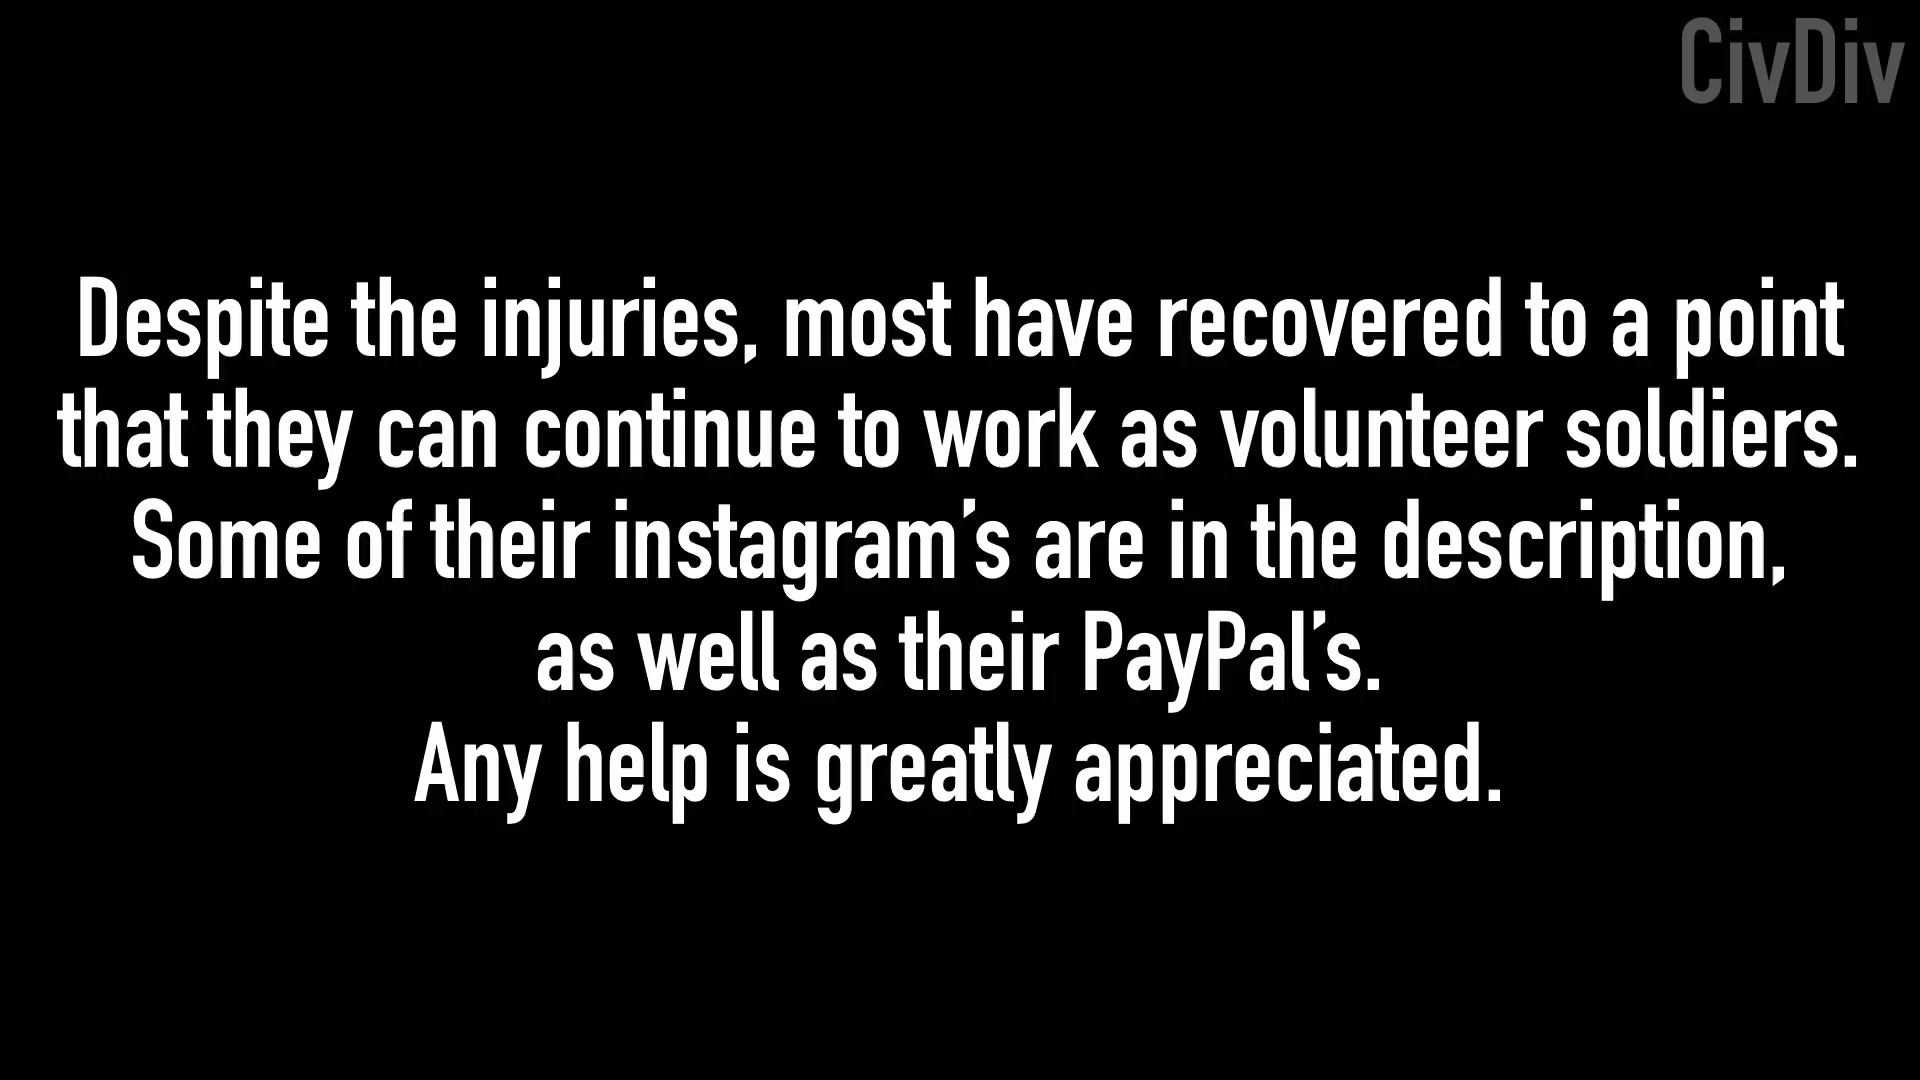 CivDiv
Despite the injuries, most have recovered to a point
that they can continue to work as volunteer soldiers.
Some of their instagram's are in the description,
as well as their PayPal's.
Any help is greatly appreciated.